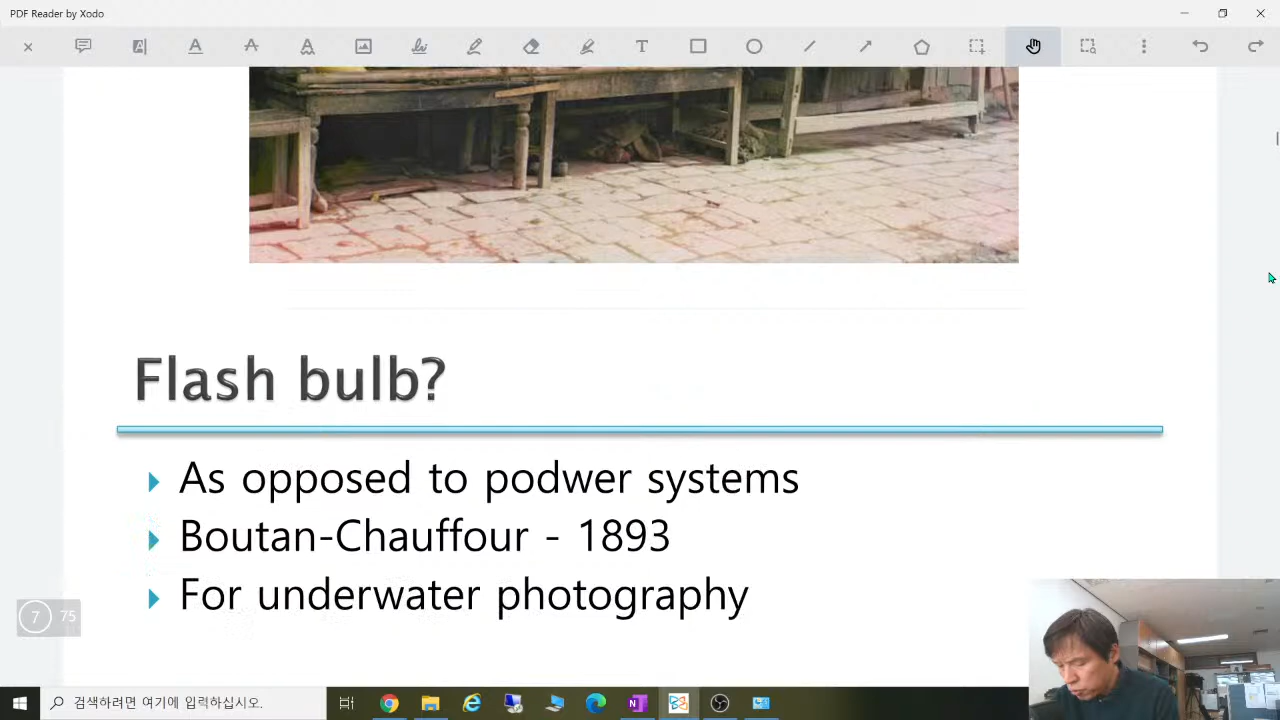 PDF Reader by Xodo
Flash bulb?
As opposed to podwer systems
Boutan-Chauffour - 1893
For underwater photography
7 75
검색하려면 여기에 입력하십시오.